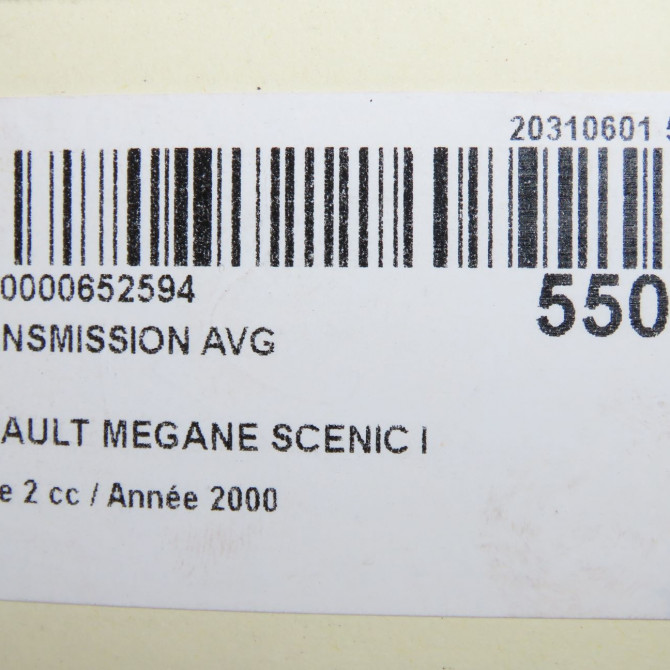 20310601 5
0000652594
550
NSMISSION AVG
AULT MEGANE SCENIC I
e 2 cc / Année 2000